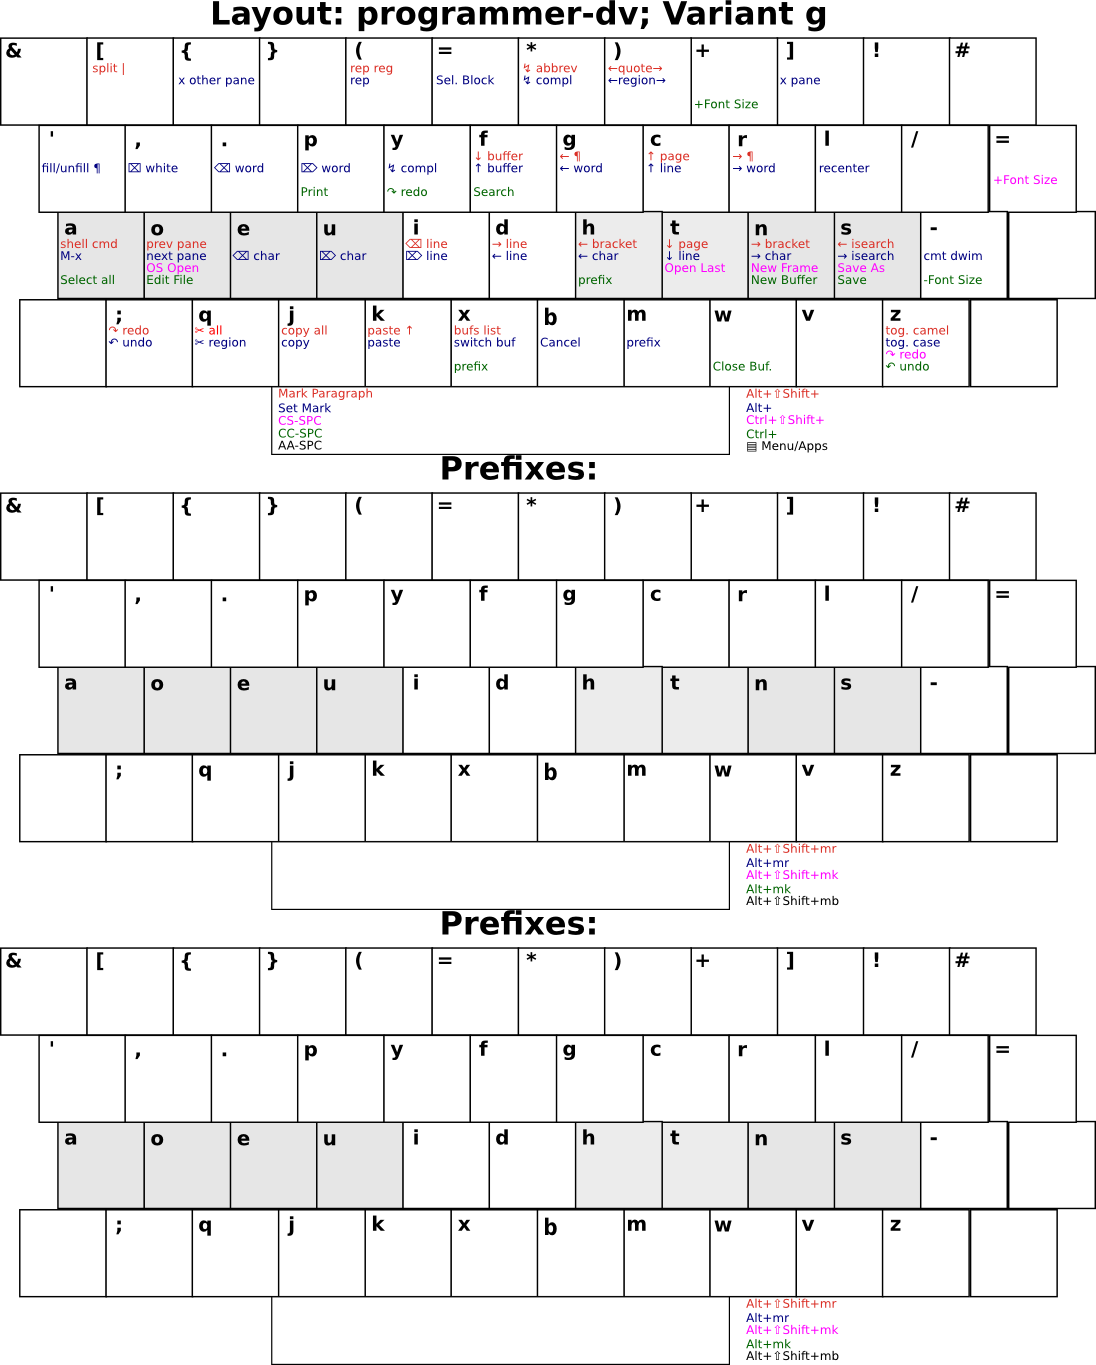 Layout: programmer-dv; Variant g
& [ { } ( = * ) + ] ! #
split | rep reg ↯ abbrev ←quote→
x other pane rep Sel. Block ↯ compl ←region→ x pane
+Font Size
' , . p y f g c r l / =
↓ buffer ← ¶ ↑ page → ¶
fill/unfill ¶ ⌧ white ⌫ word ⌦ word ↯ compl ↑ buffer ← word ↑ line → word recenter
+Font Size
Print ↷ redo Search
a o e u i d h t n s -
shell cmd prev pane ⌫ line → line ← bracket ↓ page → bracket ← isearch
M-x next pane ⌫ char ⌦ char ⌦ line ← line ← char ↓ line → char → isearch cmt dwim
OS Open Open Last New Frame Save As
Select all Edit File prefix New Buffer Save -Font Size
; q j k x b m w v z
↷ redo ✂ all copy all paste ↑ bufs list tog. camel
↶ undo ✂ region copy paste switch buf Cancel prefix tog. case
↷ redo
prefix Close Buf. ↶ undo
Mark Paragraph Alt+⇧Shift+
Set Mark Alt+
CS-SPC Ctrl+⇧Shift+
CC-SPC Ctrl+
AA-SPC ▤ Menu/Apps
Prefixes:
& [ { } ( = * ) + ] ! #
' , . p y f g c r l / =
a o e u i d h t n s -
; q j k x b m w v z
Alt+⇧Shift+mr
Alt+mr
Alt+⇧Shift+mk
Alt+mk
Alt+⇧Shift+mb
Prefixes:
& [ { } ( = * ) + ] ! #
' , . p y f g c r l / =
a o e u i d h t n s -
; q j k x b m w v z
Alt+⇧Shift+mr
Alt+mr
Alt+⇧Shift+mk
Alt+mk
Alt+⇧Shift+mb